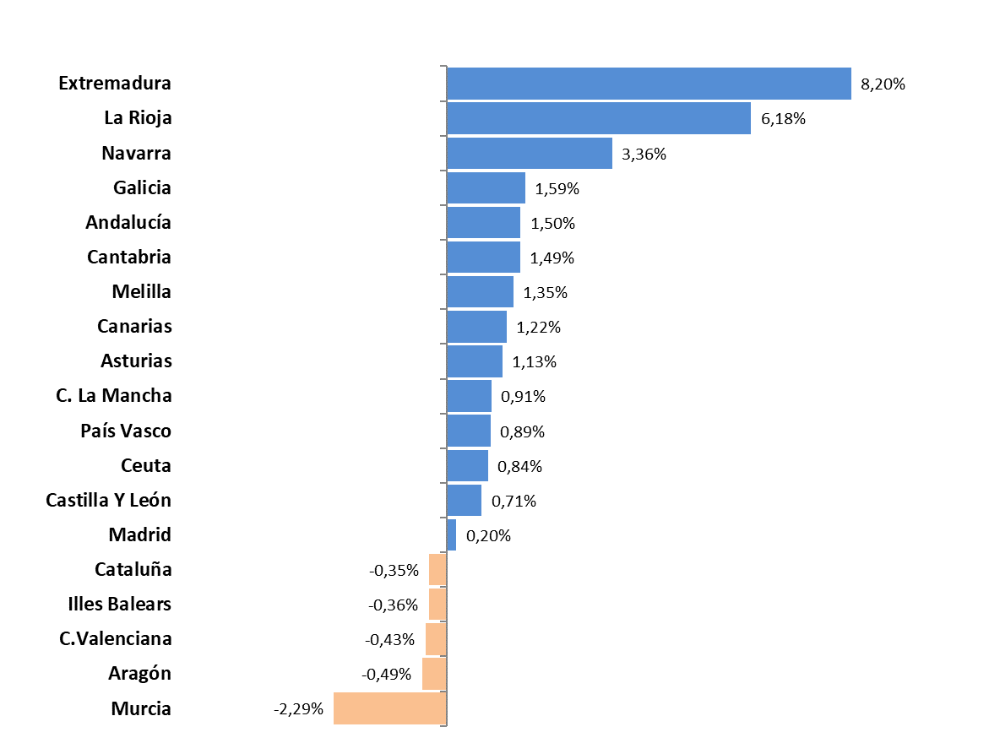 Extremadura 8,20%
La Rioja 6,18%
Navarra 3,36%
Galicia 1,59%
Andalucía 1,50%
Cantabria 1,49%
Melilla 1,35%
Canarias 1,22%
Asturias 1,13%
C. La Mancha 0,91%
País Vasco 0,89%
Ceuta 0,84%
Castilla Y León 0,71%
Madrid 0,20%
Cataluña -0,35%
Illes Balears -0,36%
C.Valenciana -0,43%
Aragón -0,49%
Murcia -2,29%